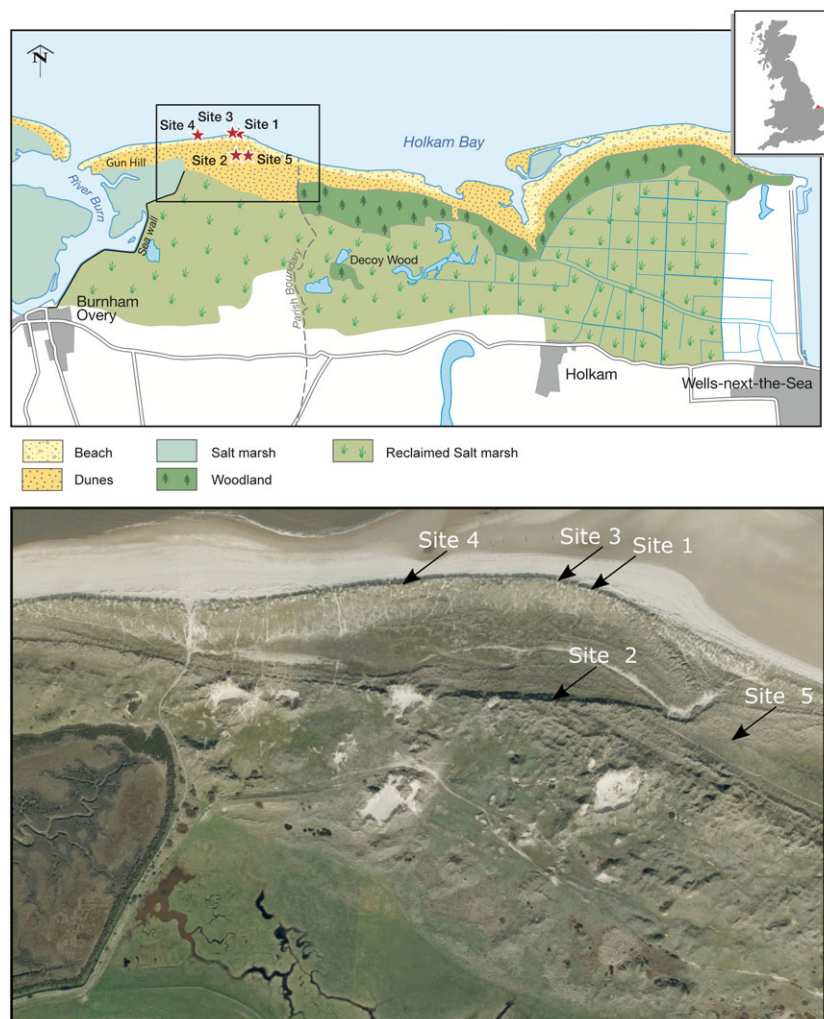 N
Site 3
Site 4
Site 1
Holkam Bay
Gun Hill
Site 2
Site 5
River Burn
Sea wall
Decoy Wood
Parish Boundary
Burnham
Overy
Holkam
Wells-next-the-Sea
Beach
Salt marsh
Reclaimed Salt marsh
Dunes
Woodland
Site 4
Site 3
Site 1
Site 2
Site 5